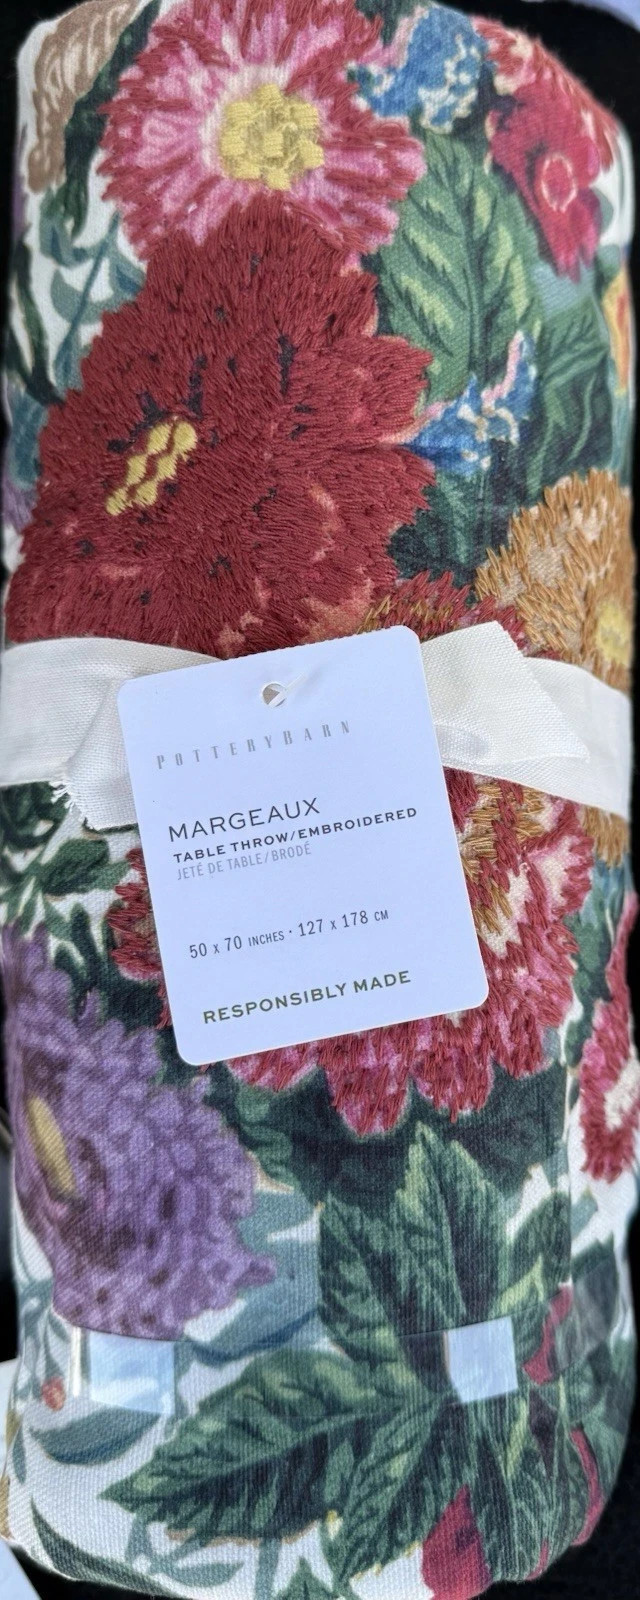 POTTERYBARN
MARGEAUX
TABLE THROW/EMBROIDERED
JETÉ DE TABLE/BRODÉ
50 x 70 INCHES · 127 x 178 CM
RESPONSIBLY MADE